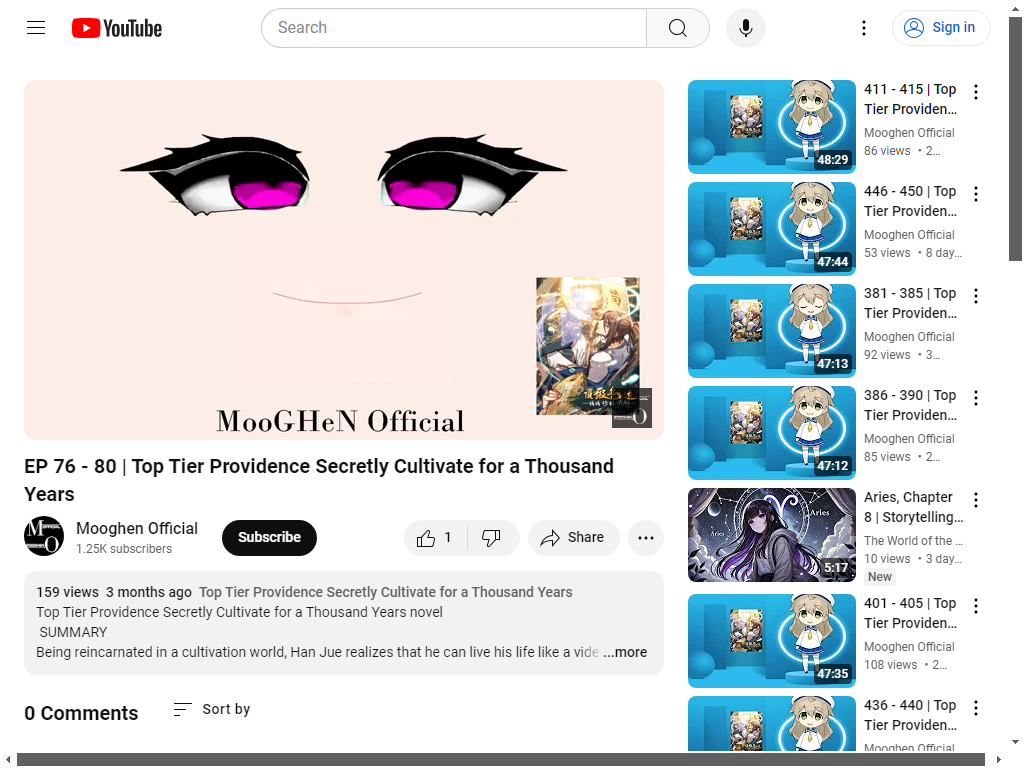 YouTube
Search
Sign in
MooGHeN Official
EP 76 - 80 | Top Tier Providence Secretly Cultivate for a Thousand
Years
Mooghen Official
1.25K subscribers
Subscribe
1
Share
159 views 3 months ago Top Tier Providence Secretly Cultivate for a Thousand Years
Top Tier Providence Secretly Cultivate for a Thousand Years novel
SUMMARY
Being reincarnated in a cultivation world, Han Jue realizes that he can live his life like a vide ...more
0 Comments
Sort by
411 - 415 | Top
Tier Providen...
Mooghen Official
86 views • 2...
48:29
446 - 450 | Top
Tier Providen...
Mooghen Official
53 views • 8 day...
47:44
381 - 385 | Top
Tier Providen...
Mooghen Official
92 views • 3...
47:13
386 - 390 | Top
Tier Providen...
Mooghen Official
85 views • 2...
47:12
Aries
Aries
Aries, Chapter
8 | Storytelling...
The World of the ...
10 views • 3 day...
New
5:17
401 - 405 | Top
Tier Providen...
Mooghen Official
108 views • 2...
47:35
436 - 440 | Top
Tier Providen...
Mooghen Official